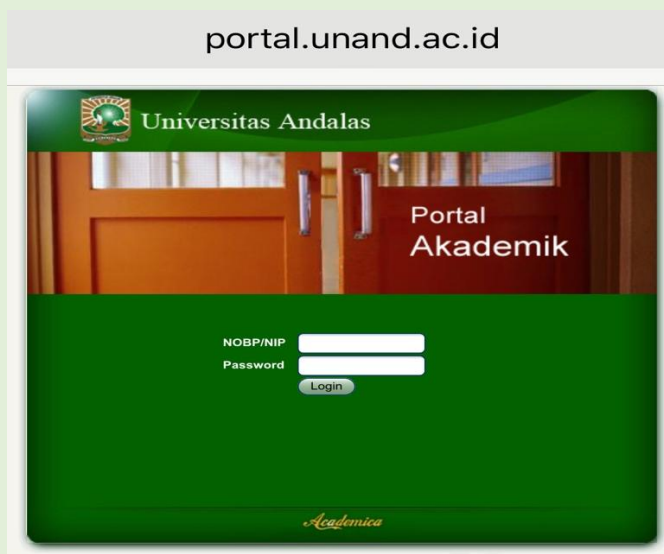 portal.unand.ac.id
Universitas Andalas
Portal
Akademik
NOBP/NIP
Password
Login
Academica